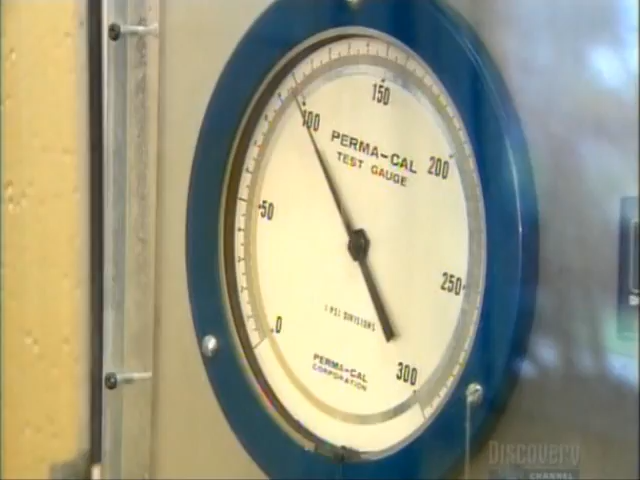 150
100
200
PERMA-CAL
TEST GAUGE
50
250
1 PSI DIVISIONS
0
PERMA-CAL
CORPORATION
300
Discovery
CHANNEL